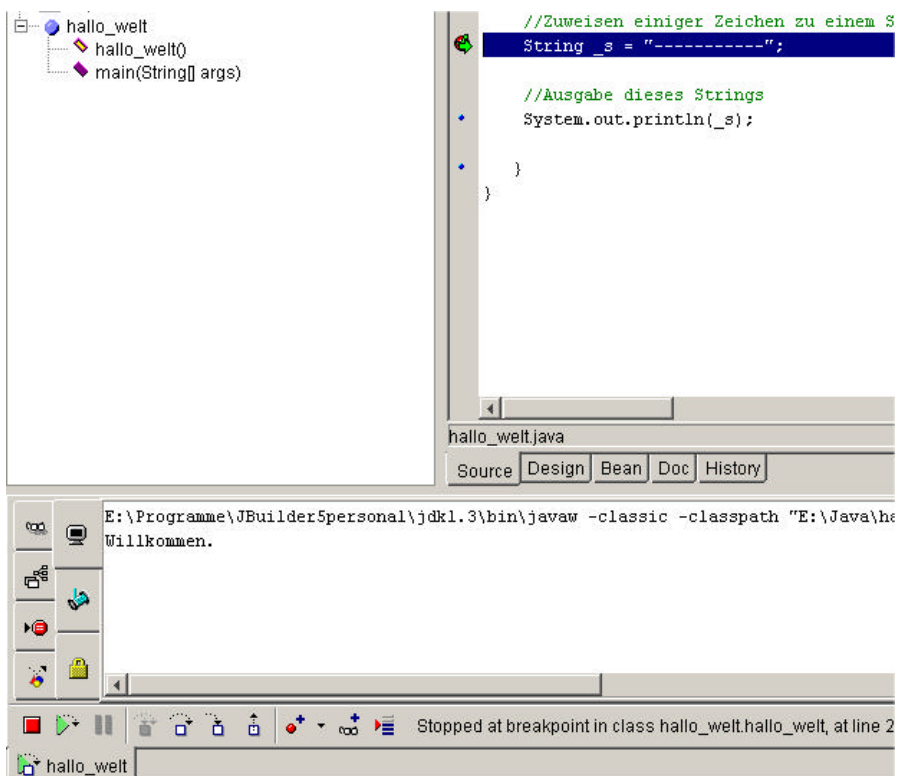 hallo_welt
hallo_welt()
main(String[] args)
//Zuweisen einiger Zeichen zu einem S
String _s = "-----------";
//Ausgabe dieses Strings
System.out.println(_s);
}
}
hallo_welt.java
Source Design Bean Doc History
E:\Programme\JBuilder5personal\jdk1.3\bin\javaw -classic -classpath "E:\Java\ha
Willkommen.
Stopped at breakpoint in class hallo_welt.hallo_welt, at line 2
hallo_welt